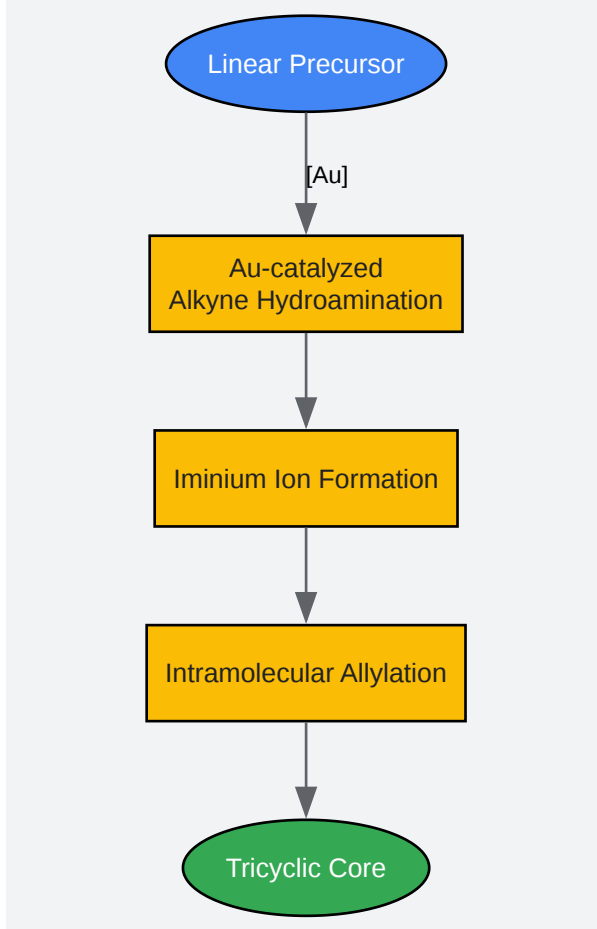 Linear Precursor
[Au]
Au-catalyzed
Alkyne Hydroamination
Iminium Ion Formation
Intramolecular Allylation
Tricyclic Core